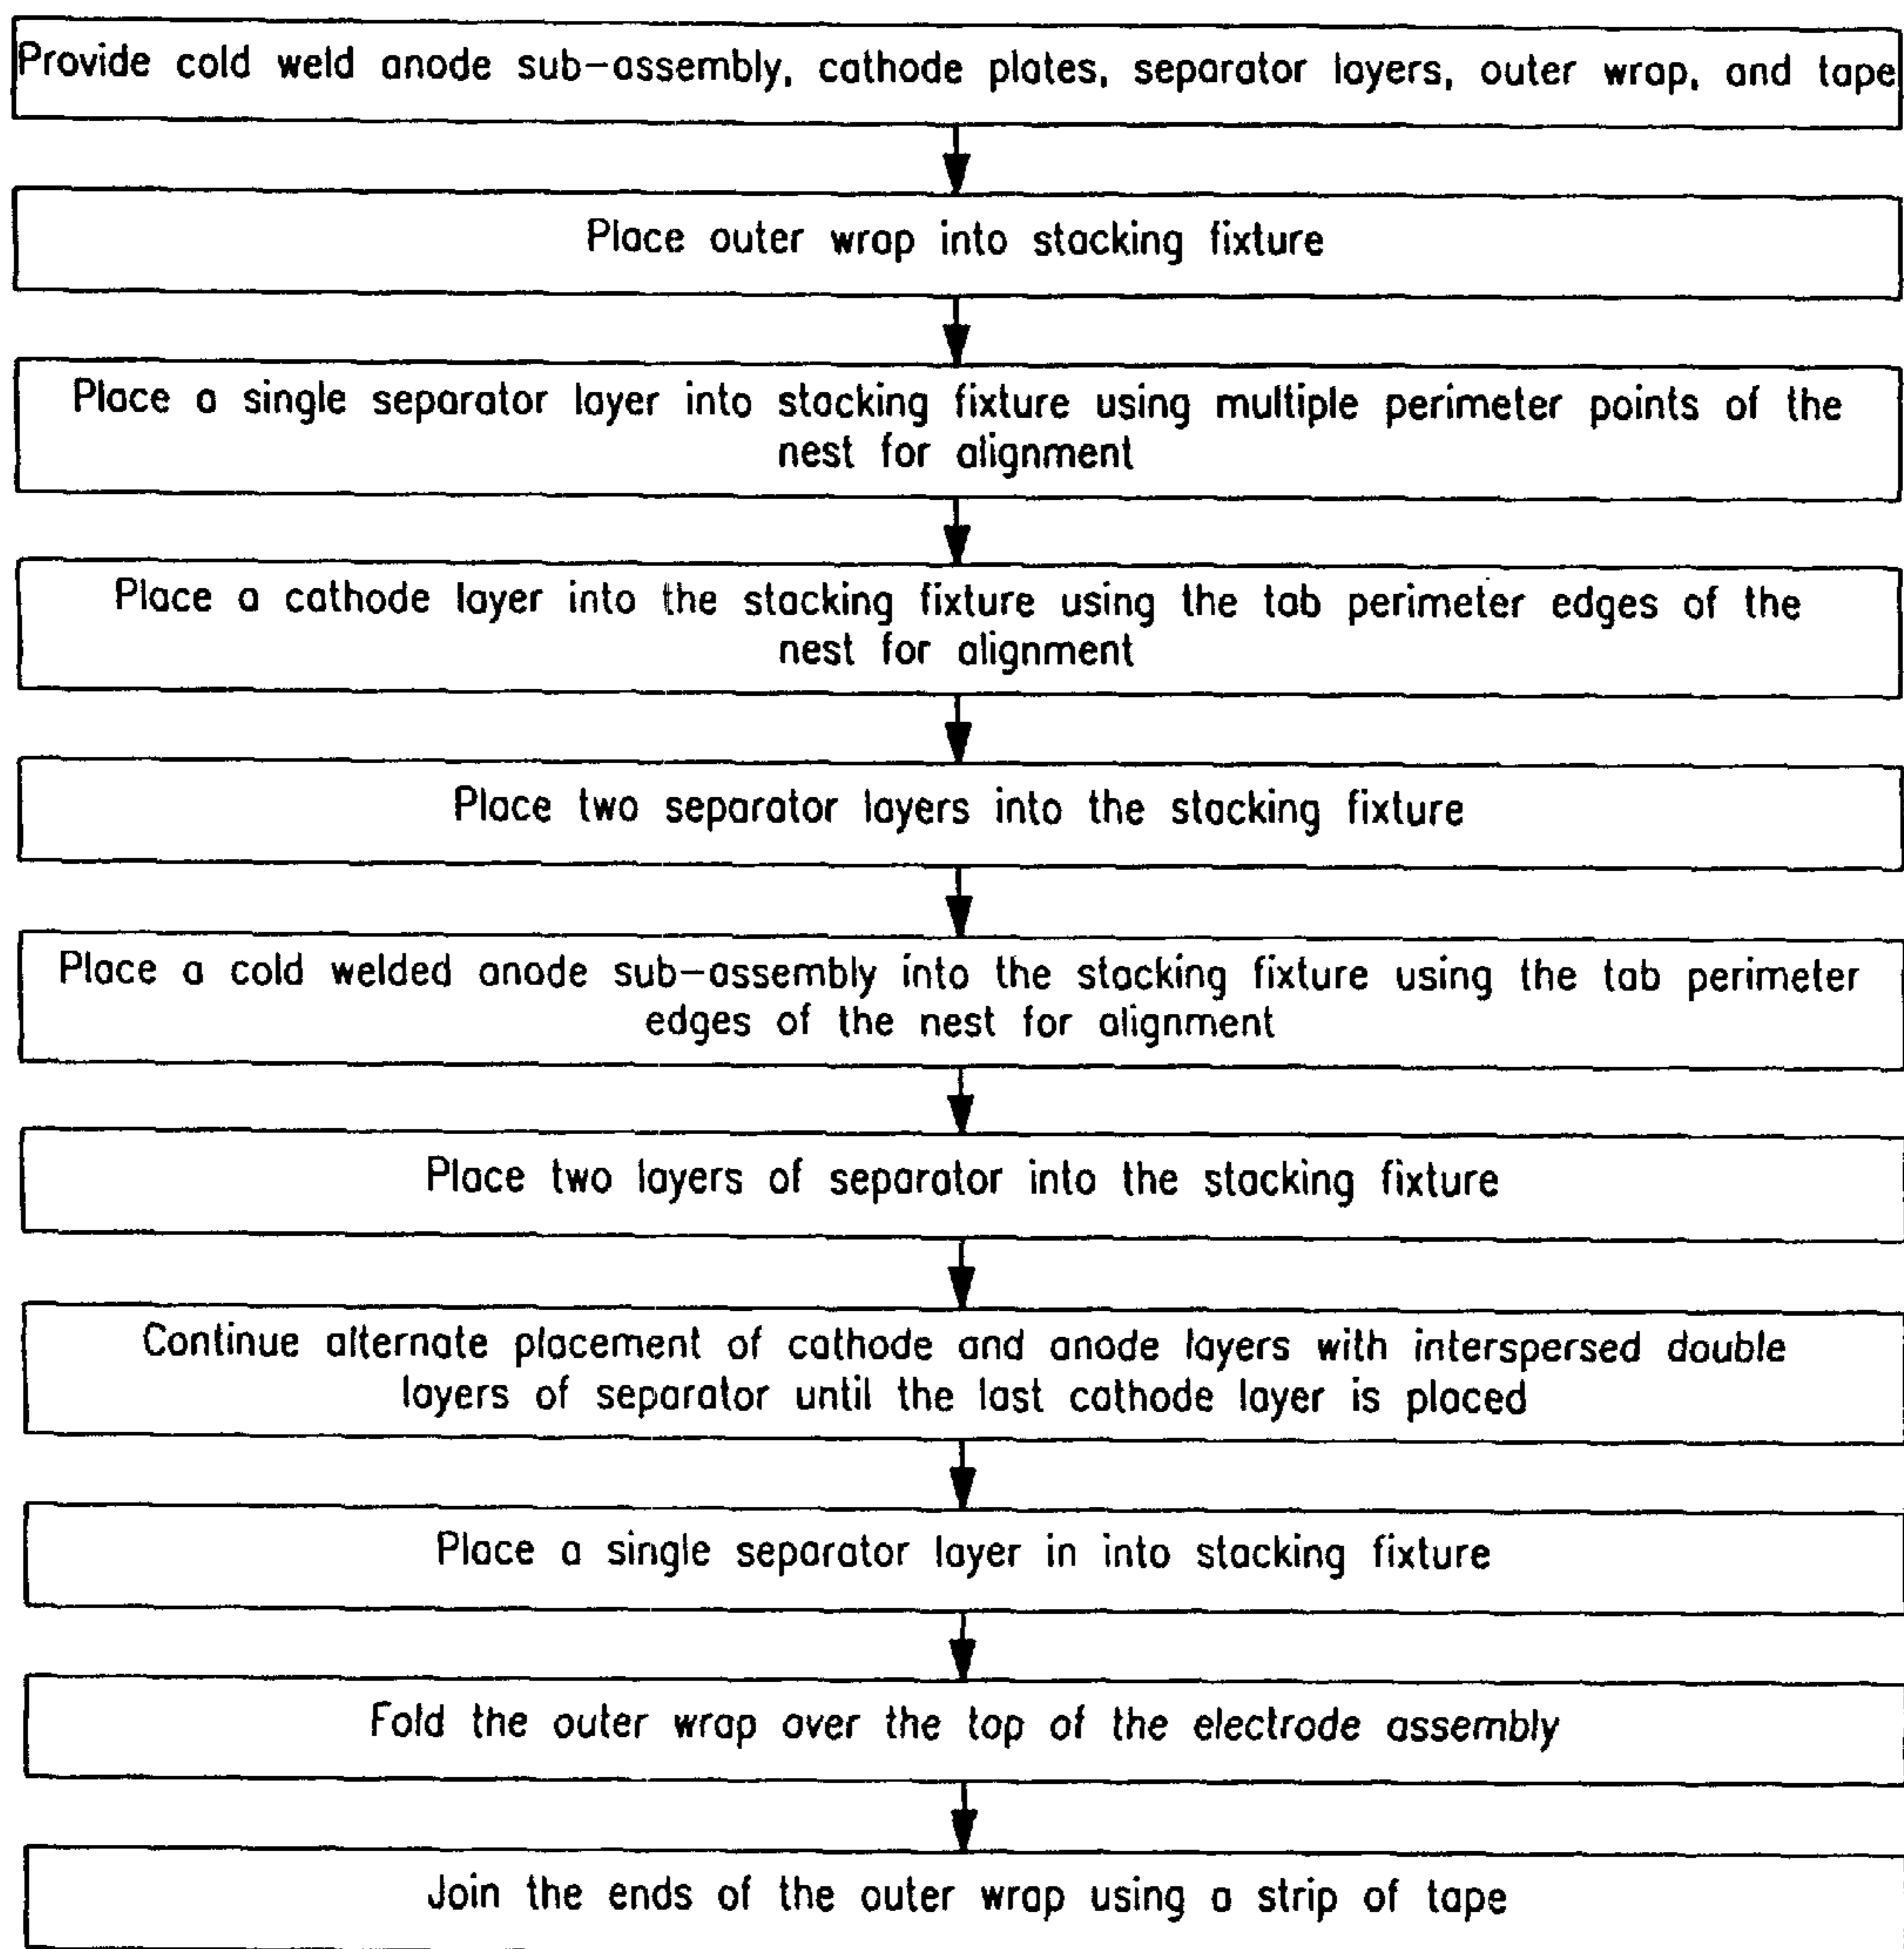 Provide cold weld anode sub-assembly, cathode plates, separator layers, outer wrap, and tape
Place outer wrap into stacking fixture
Place a single separator layer into stacking fixture using multiple perimeter points of the
nest for alignment
Place a cathode layer into the stacking fixture using the tab perimeter edges of the
nest for alignment
Place two separator layers into the stacking fixture
Place a cold welded anode sub-assembly into the stacking fixture using the tab perimeter
edges of the nest for alignment
Place two layers of separator into the stacking fixture
Continue alternate placement of cathode and anode layers with interspersed double
layers of separator until the last cathode layer is placed
Place a single separator layer in into stacking fixture
Fold the outer wrap over the top of the electrode assembly
Join the ends of the outer wrap using a strip of tape